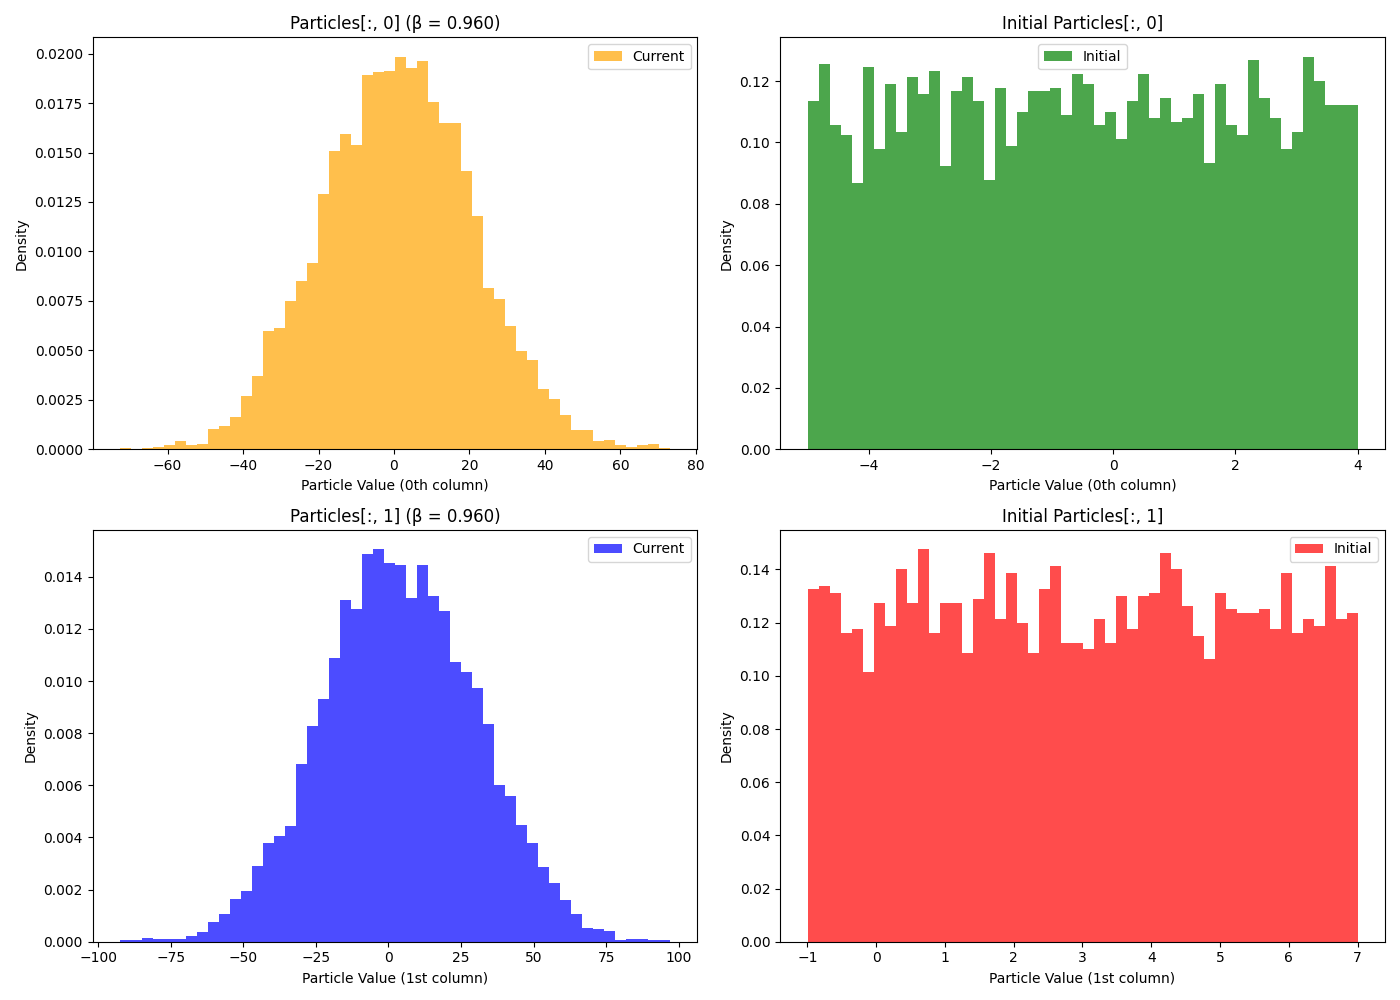 Particles[:, 0] (β = 0.960)
Current
Density
0.0200
0.0175
0.0150
0.0125
0.0100
0.0075
0.0050
0.0025
0.0000
−60 −40 −20 0 20 40 60 80
Particle Value (0th column)
Initial Particles[:, 0]
Initial
Density
0.12
0.10
0.08
0.06
0.04
0.02
0.00
−4 −2 0 2 4
Particle Value (0th column)
Particles[:, 1] (β = 0.960)
Current
Density
0.014
0.012
0.010
0.008
0.006
0.004
0.002
0.000
−100 −75 −50 −25 0 25 50 75 100
Particle Value (1st column)
Initial Particles[:, 1]
Initial
Density
0.14
0.12
0.10
0.08
0.06
0.04
0.02
0.00
−1 0 1 2 3 4 5 6 7
Particle Value (1st column)